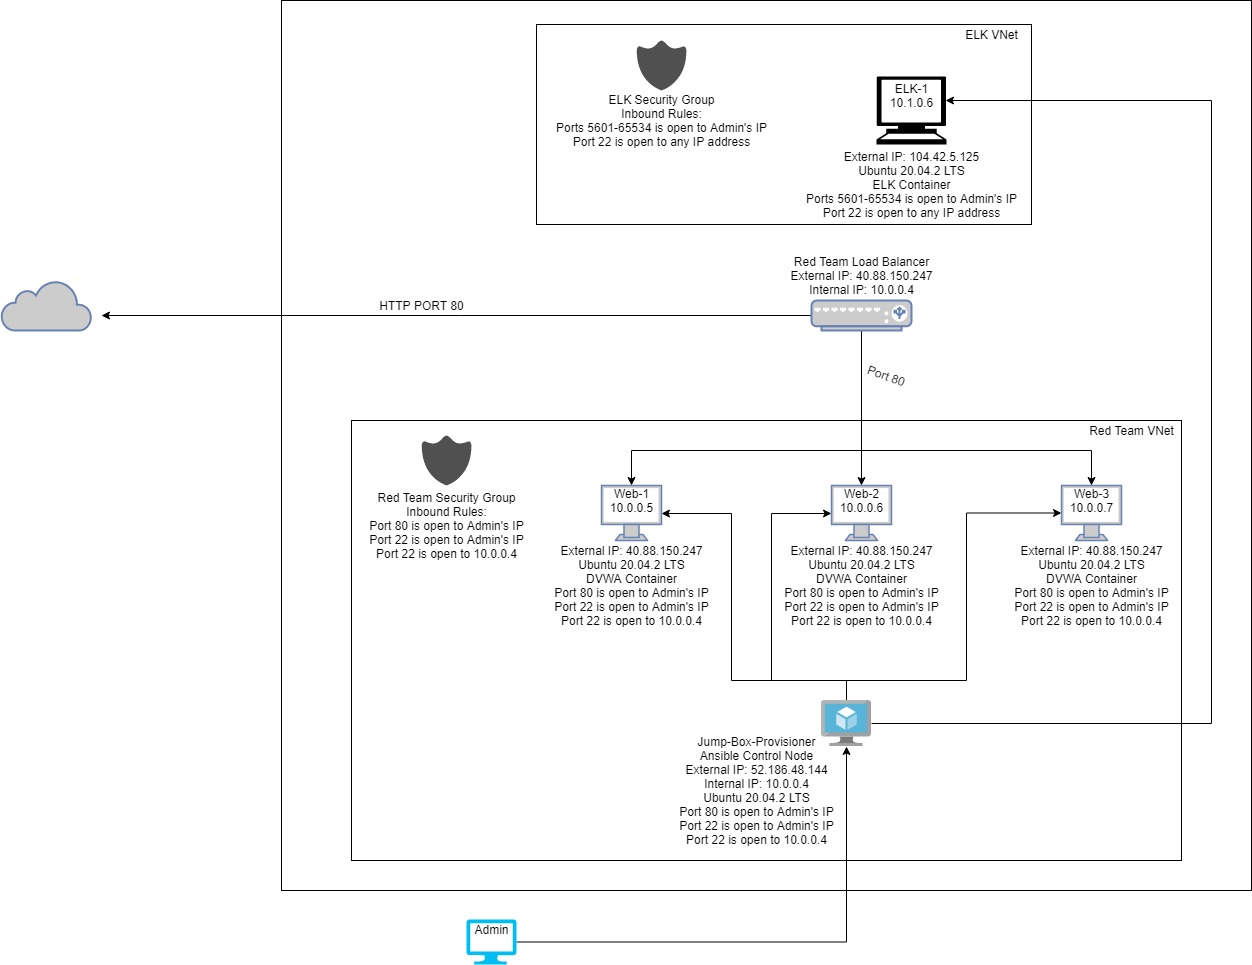 ELK VNet
ELK Security Group
Inbound Rules:
Ports 5601-65534 is open to Admin's IP
Port 22 is open to any IP address
ELK-1
10.1.0.6
External IP: 104.42.5.125
Ubuntu 20.04.2 LTS
ELK Container
Ports 5601-65534 is open to Admin's IP
Port 22 is open to any IP address
Red Team Load Balancer
External IP: 40.88.150.247
Internal IP: 10.0.0.4
HTTP PORT 80
Port 80
Red Team VNet
Red Team Security Group
Inbound Rules:
Port 80 is open to Admin's IP
Port 22 is open to Admin's IP
Port 22 is open to 10.0.0.4
Web-1
10.0.0.5
External IP: 40.88.150.247
Ubuntu 20.04.2 LTS
DVWA Container
Port 80 is open to Admin's IP
Port 22 is open to Admin's IP
Port 22 is open to 10.0.0.4
Web-2
10.0.0.6
External IP: 40.88.150.247
Ubuntu 20.04.2 LTS
DVWA Container
Port 80 is open to Admin's IP
Port 22 is open to Admin's IP
Port 22 is open to 10.0.0.4
Web-3
10.0.0.7
External IP: 40.88.150.247
Ubuntu 20.04.2 LTS
DVWA Container
Port 80 is open to Admin's IP
Port 22 is open to Admin's IP
Port 22 is open to 10.0.0.4
Jump-Box-Provisioner
Ansible Control Node
External IP: 52.186.48.144
Internal IP: 10.0.0.4
Ubuntu 20.04.2 LTS
Port 80 is open to Admin's IP
Port 22 is open to Admin's IP
Port 22 is open to 10.0.0.4
Admin